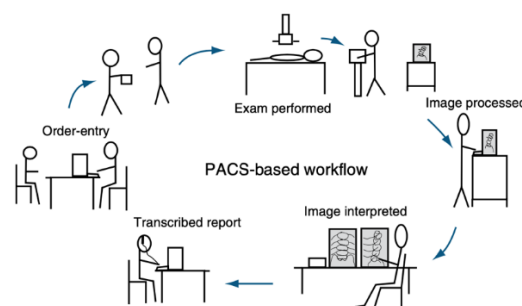 Exam performed
Image processed
Order-entry
PACS-based workflow
Image interpreted
Transcribed report